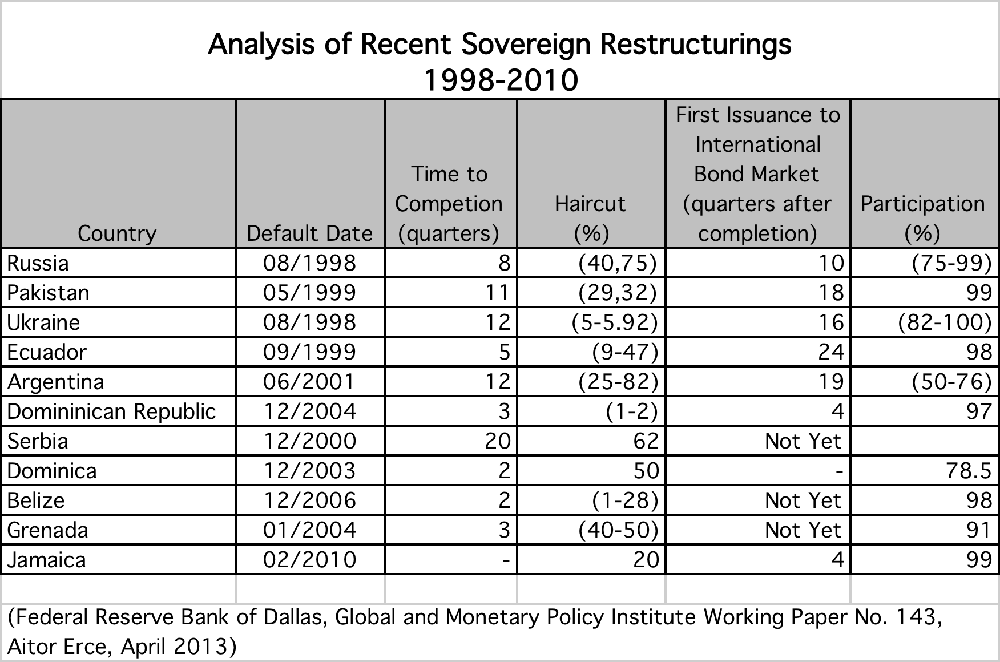 Analysis of Recent Sovereign Restructurings
1998-2010
Country
Default Date
Time to
Competion
(quarters)
Haircut
(%)
First Issuance to
International
Bond Market
(quarters after
completion)
Participation
(%)
Russia 08/1998 8 (40,75) 10 (75-99)
Pakistan 05/1999 11 (29,32) 18 99
Ukraine 08/1998 12 (5-5.92) 16 (82-100)
Ecuador 09/1999 5 (9-47) 24 98
Argentina 06/2001 12 (25-82) 19 (50-76)
Domininican Republic 12/2004 3 (1-2) 4 97
Serbia 12/2000 20 62 Not Yet
Dominica 12/2003 2 50 - 78.5
Belize 12/2006 2 (1-28) Not Yet 98
Grenada 01/2004 3 (40-50) Not Yet 91
Jamaica 02/2010 - 20 4 99
(Federal Reserve Bank of Dallas, Global and Monetary Policy Institute Working Paper No. 143,
Aitor Erce, April 2013)